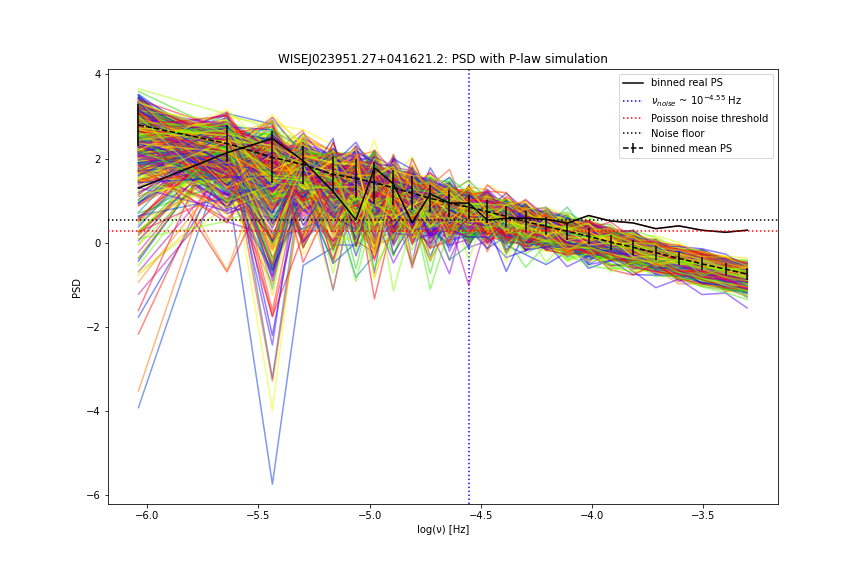 WISEJ023951.27+041621.2: PSD with P-law simulation
4
2
0
−2
−4
−6
PSD
binned real PS
ν_noise ~ 10^−4.55 Hz
Poisson noise threshold
Noise floor
binned mean PS
−6.0 −5.5 −5.0 −4.5 −4.0 −3.5
log(ν) [Hz]